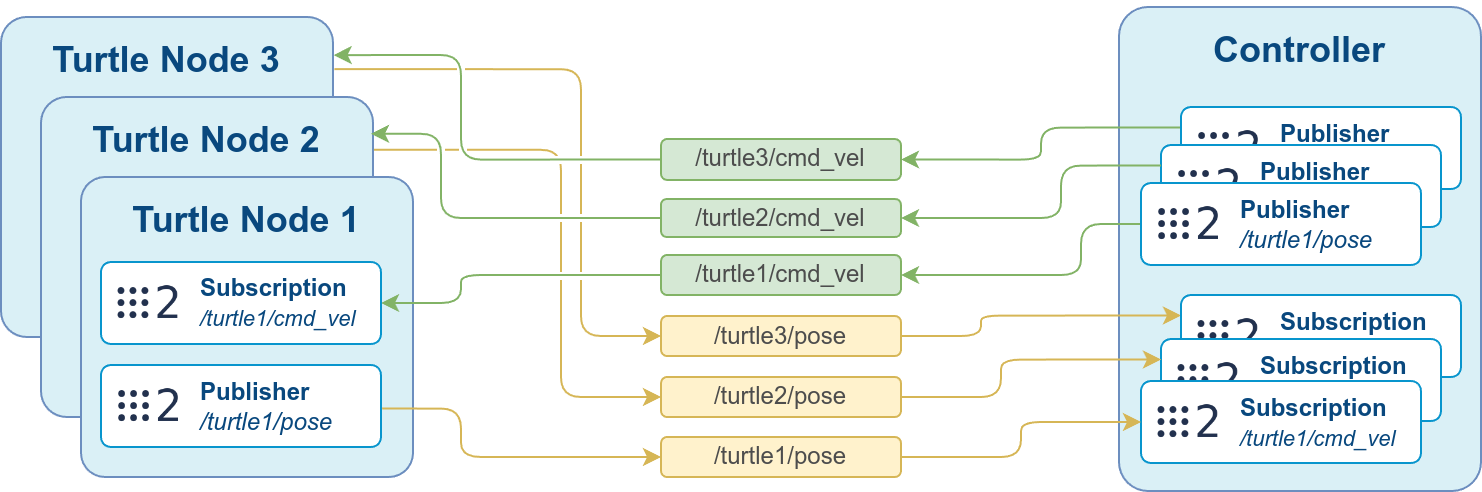 Turtle Node 3
Turtle Node 2
Turtle Node 1
2 Subscription
/turtle1/cmd_vel
2 Publisher
/turtle1/pose
/turtle3/cmd_vel
/turtle2/cmd_vel
/turtle1/cmd_vel
/turtle3/pose
/turtle2/pose
/turtle1/pose
Controller
2 Publisher
2 Publisher
2 Publisher
/turtle1/pose
2 Subscription
2 Subscription
2 Subscription
/turtle1/cmd_vel